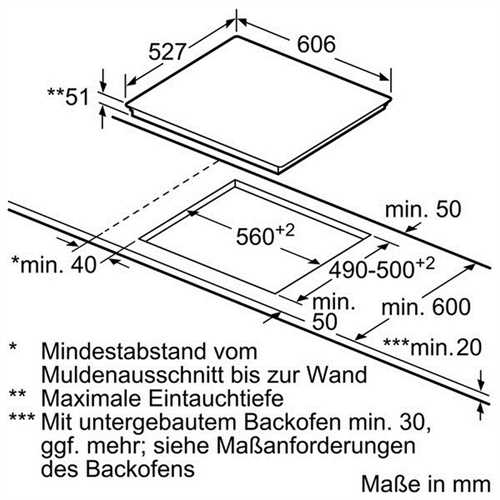 527
606
**51
min. 50
560+2
*min. 40
490-500+2
min. 50
min. 600
***min.20
* Mindestabstand vom
Muldenausschnitt bis zur Wand
** Maximale Eintauchtiefe
*** Mit untergebautem Backofen min. 30,
ggf. mehr; siehe Maßanforderungen
des Backofens
Maße in mm